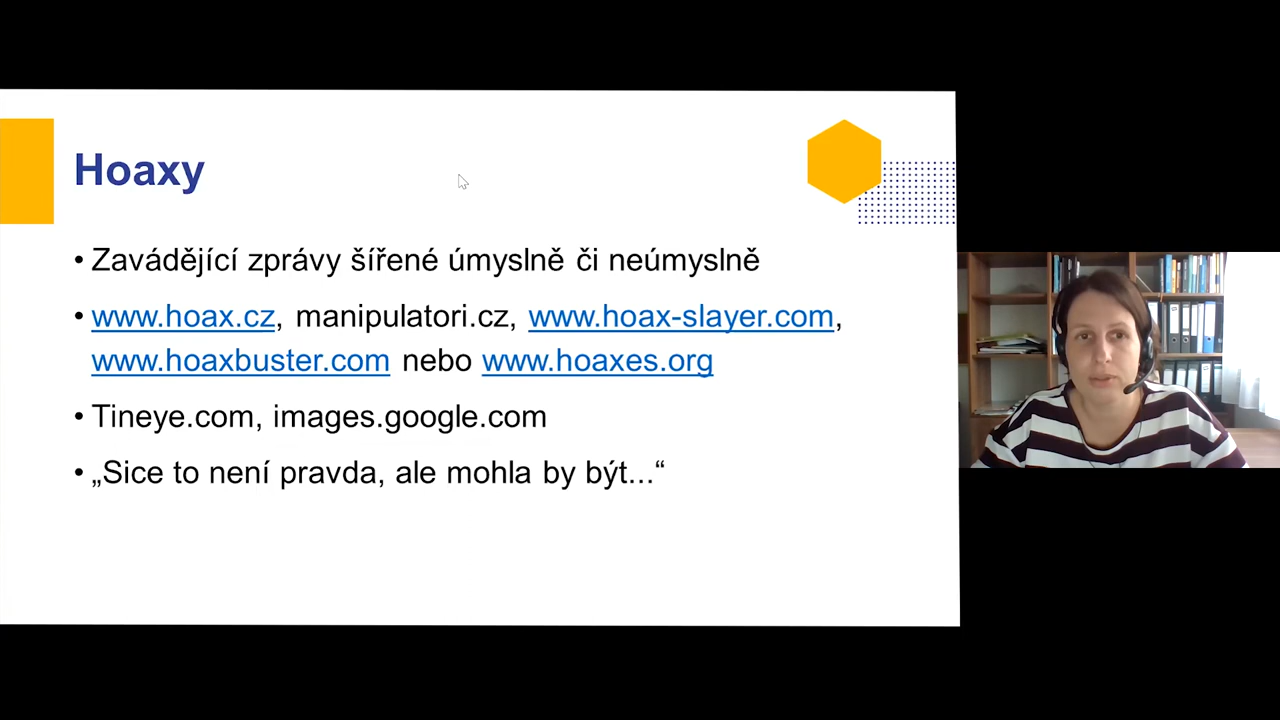 Hoaxy
• Zavádějící zprávy šířené úmyslně či neúmyslně
• www.hoax.cz, manipulatori.cz, www.hoax-slayer.com,
www.hoaxbuster.com nebo www.hoaxes.org
• Tineye.com, images.google.com
• „Sice to není pravda, ale mohla by být...“